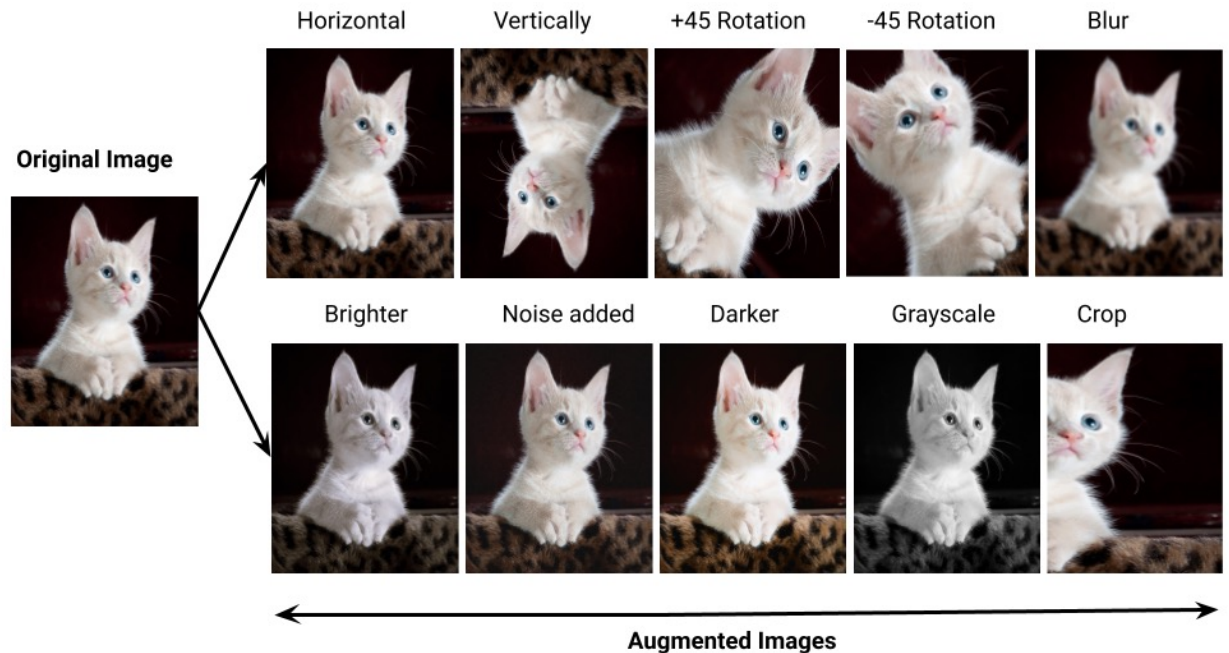 Horizontal Vertically +45 Rotation -45 Rotation Blur
Original Image
Brighter Noise added Darker Grayscale Crop
Augmented Images